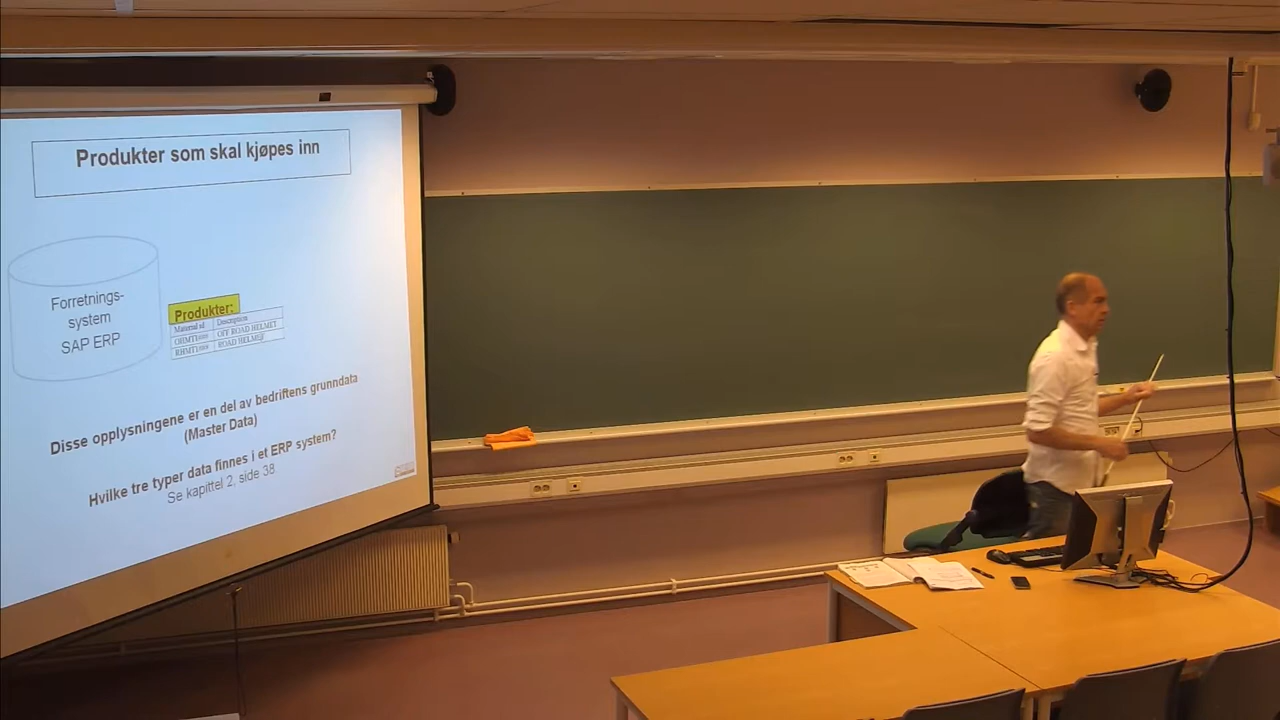 Produkter som skal kjøpes inn
Forretnings-
system
SAP ERP
Produkter:
Material id Description
OHMT1### OFF ROAD HELMET
RHMT1### ROAD HELMET
Disse opplysningene er en del av bedriftens grunndata
(Master Data)
Hvilke tre typer data finnes i et ERP system?
Se kapittel 2, side 38